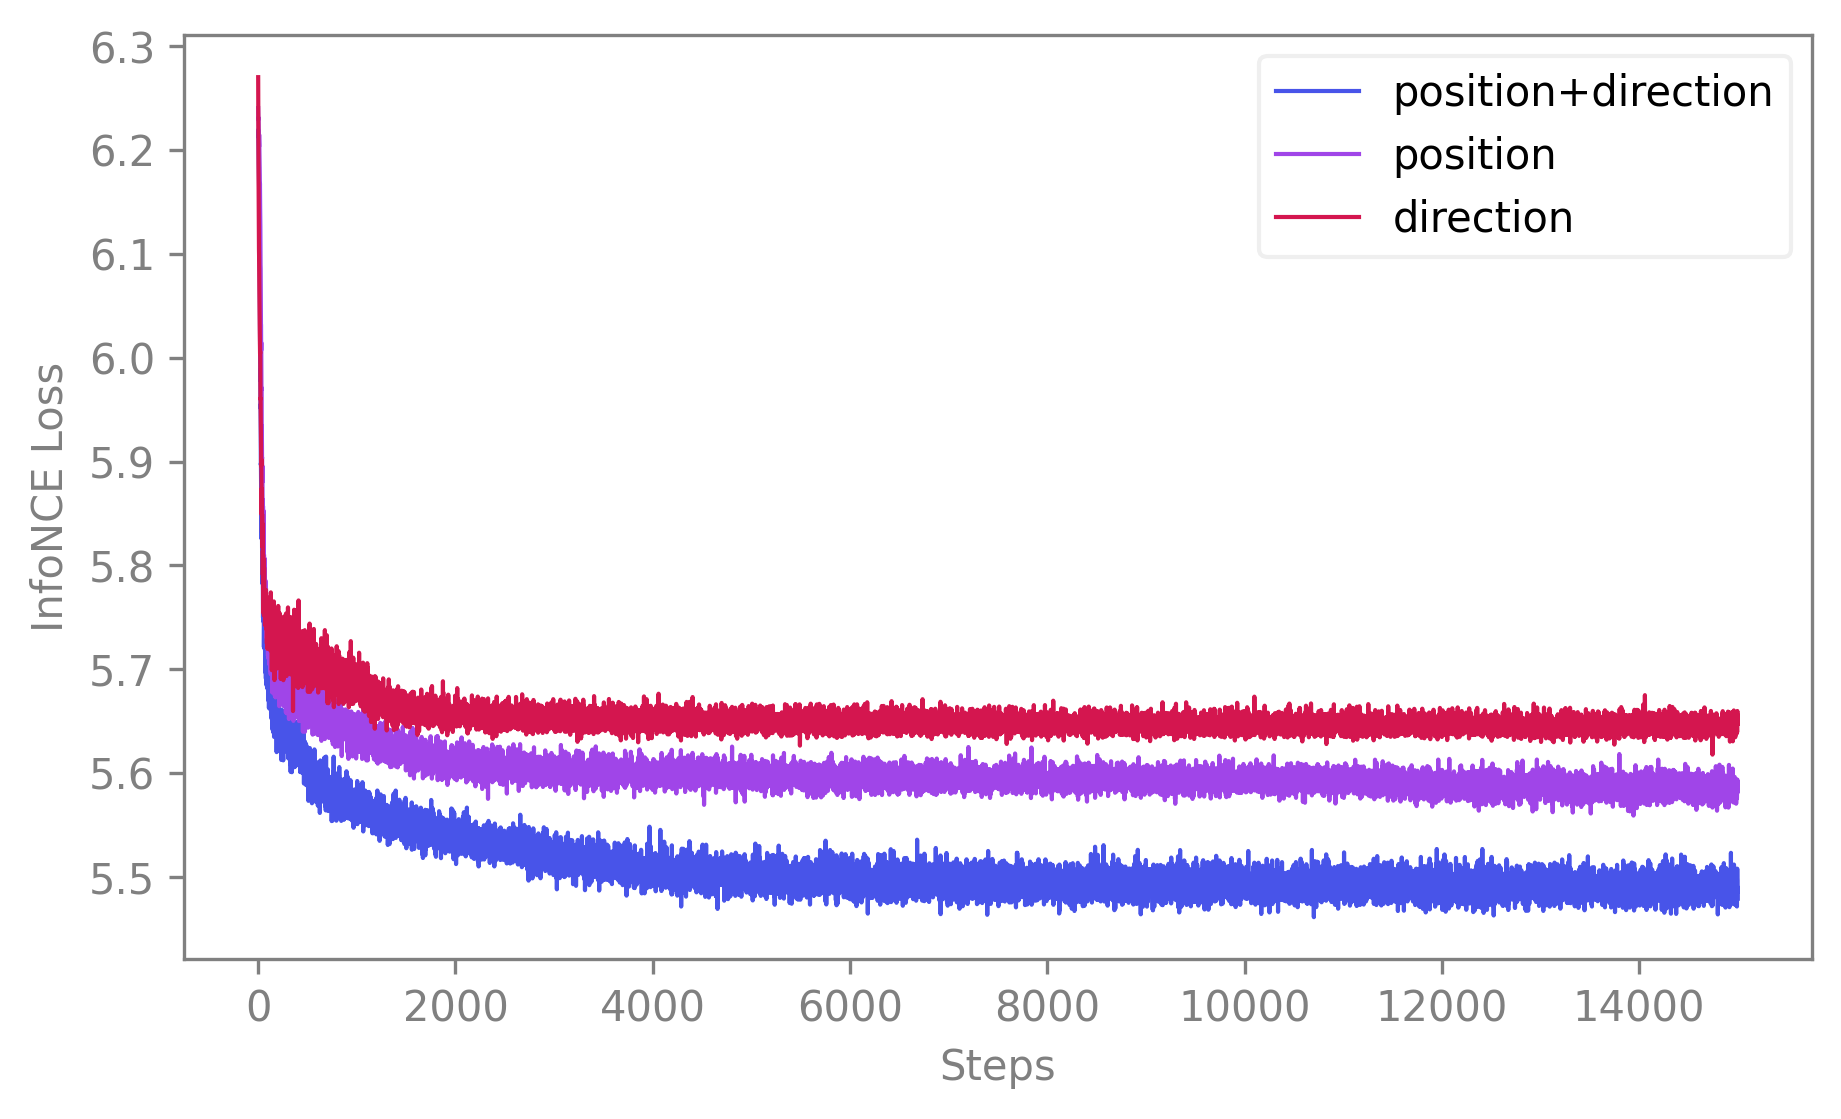 6.3
6.2
6.1
6.0
5.9
5.8
5.7
5.6
5.5
InfoNCE Loss
position+direction
position
direction
0 2000 4000 6000 8000 10000 12000 14000
Steps